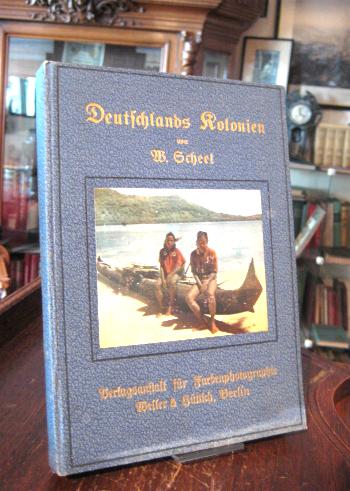 Deutschlands Kolonien
von
W. Scheel
Verlagsanstalt für Farbenphotographie
Weller & Hüttich, Berlin